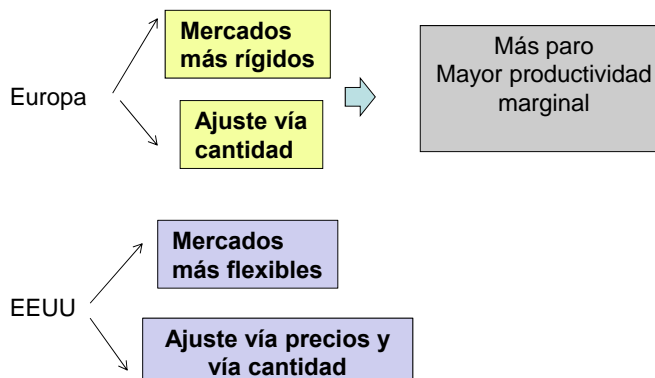 Europa
Mercados
más rígidos
Ajuste vía
cantidad
Más paro
Mayor productividad
marginal
EEUU
Mercados
más flexibles
Ajuste vía precios y
vía cantidad